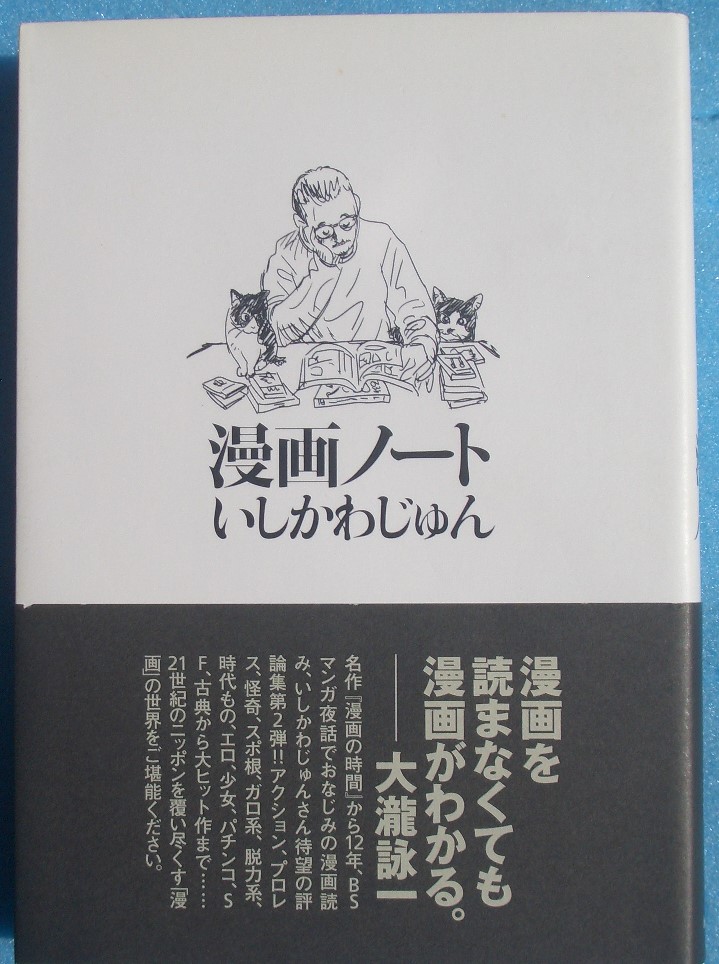 漫画ノート
いしかわじゅん
漫画を
読まなくても
漫画がわかる。
――大瀧詠一
名作『漫画の時間』から12年、BS
マンガ夜話でおなじみの漫画読
み、いしかわじゅんさん待望の評
論集第2弾!!アクション、プロレ
ス、怪奇、スポ根、ガロ系、脱力系、
時代もの、エロ、少女、パチンコ、S
F、古典から大ヒット作まで……
21世紀のニッポンを覆い尽くす「漫
画」の世界をご堪能ください。